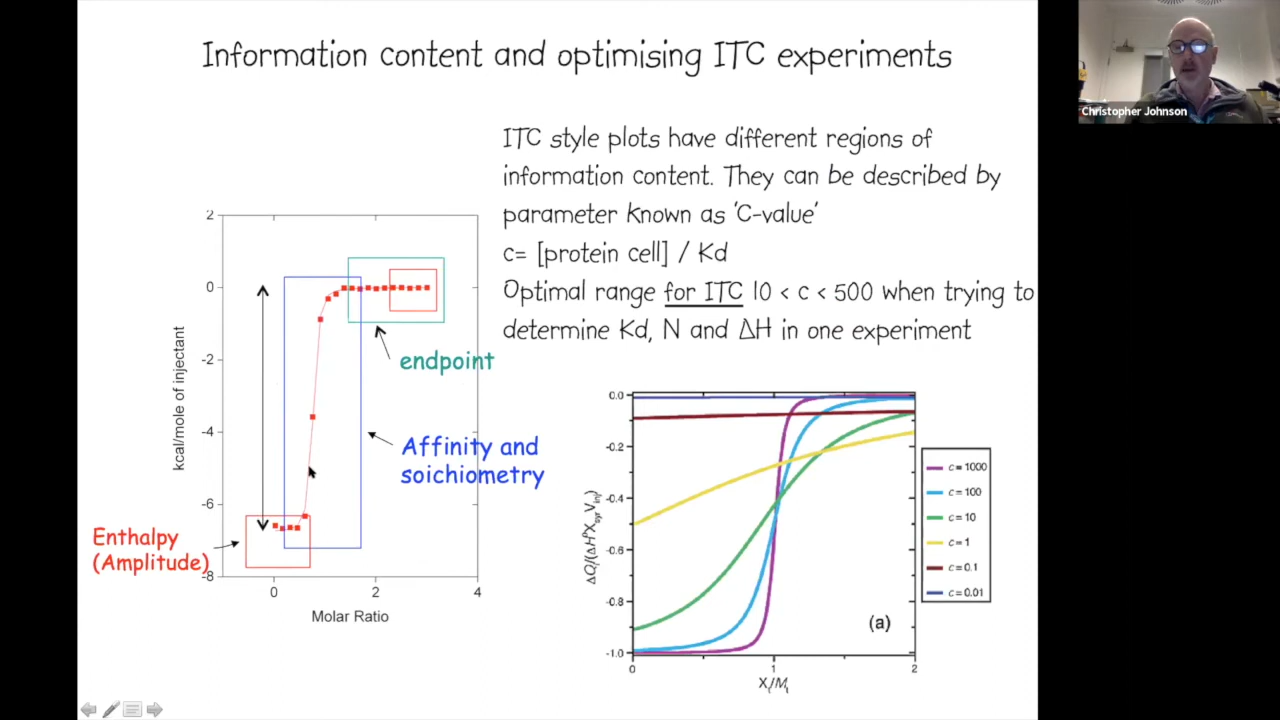 Information content and optimising ITC experiments
Christopher Johnson
ITC style plots have different regions of
information content. They can be described by
parameter known as 'C-value'
c= [protein cell] / Kd
Optimal range for ITC 10 < c < 500 when trying to
determine Kd, N and ΔH in one experiment
2
0
-2
-4
-6
-8
kcal/mole of injectant
0
2
4
Molar Ratio
endpoint
Affinity and
soichiometry
Enthalpy
(Amplitude)
0.0
-0.2
-0.4
-0.6
-0.8
-1.0
0
1
2
Xt/Mt
(a)
c = 1000
c = 100
c = 10
c = 1
c = 0.1
c = 0.01